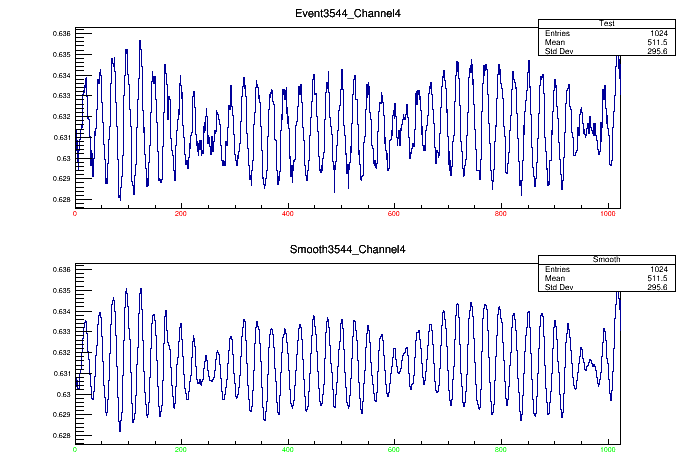 Event3544_Channel4
Test
Entries 1024
Mean 511.5
Std Dev 295.6
0.636
0.635
0.634
0.633
0.632
0.631
0.63
0.629
0.628
0 200 400 600 800 1000
Smooth3544_Channel4
Smooth
Entries 1024
Mean 511.5
Std Dev 295.6
0.636
0.635
0.634
0.633
0.632
0.631
0.63
0.629
0.628
0 200 400 600 800 1000